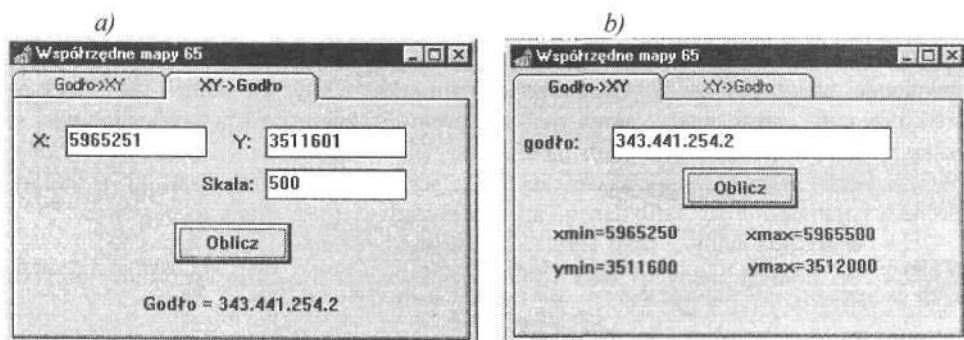 a)
Współrzędne mapy 65
Godło->XY
XY->Godło
X: 5965251 Y: 3511601
Skala: 500
Oblicz
Godło = 343.441.254.2
b)
Współrzędne mapy 65
Godło->XY
XY->Godło
godło: 343.441.254.2
Oblicz
xmin=5965250 xmax=5965500
ymin=3511600 ymax=3512000